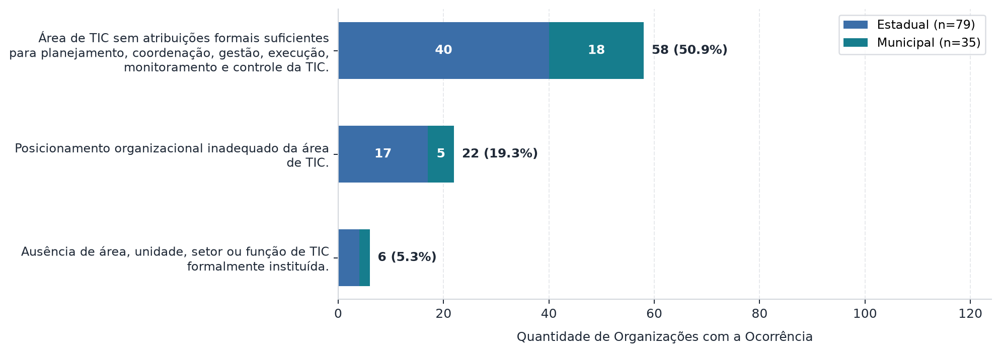 Estadual (n=79)
Municipal (n=35)
Área de TIC sem atribuições formais suficientes
para planejamento, coordenação, gestão, execução,
monitoramento e controle da TIC.
40
18
58 (50.9%)
Posicionamento organizacional inadequado da área
de TIC.
17
5
22 (19.3%)
Ausência de área, unidade, setor ou função de TIC
formalmente instituída.
6 (5.3%)
0
20
40
60
80
100
120
Quantidade de Organizações com a Ocorrência